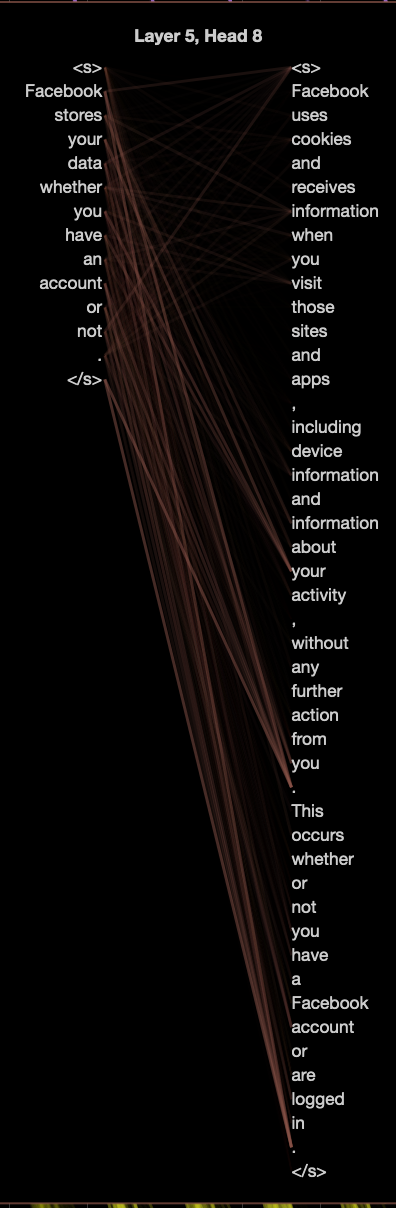 Layer 5, Head 8
<s>
Facebook
stores
your
data
whether
you
have
an
account
or
not
.
</s>
<s>
Facebook
uses
cookies
and
receives
information
when
you
visit
those
sites
and
apps
,
including
device
information
and
information
about
your
activity
,
without
any
further
action
from
you
.
This
occurs
whether
or
not
you
have
a
Facebook
account
or
are
logged
in
.
</s>